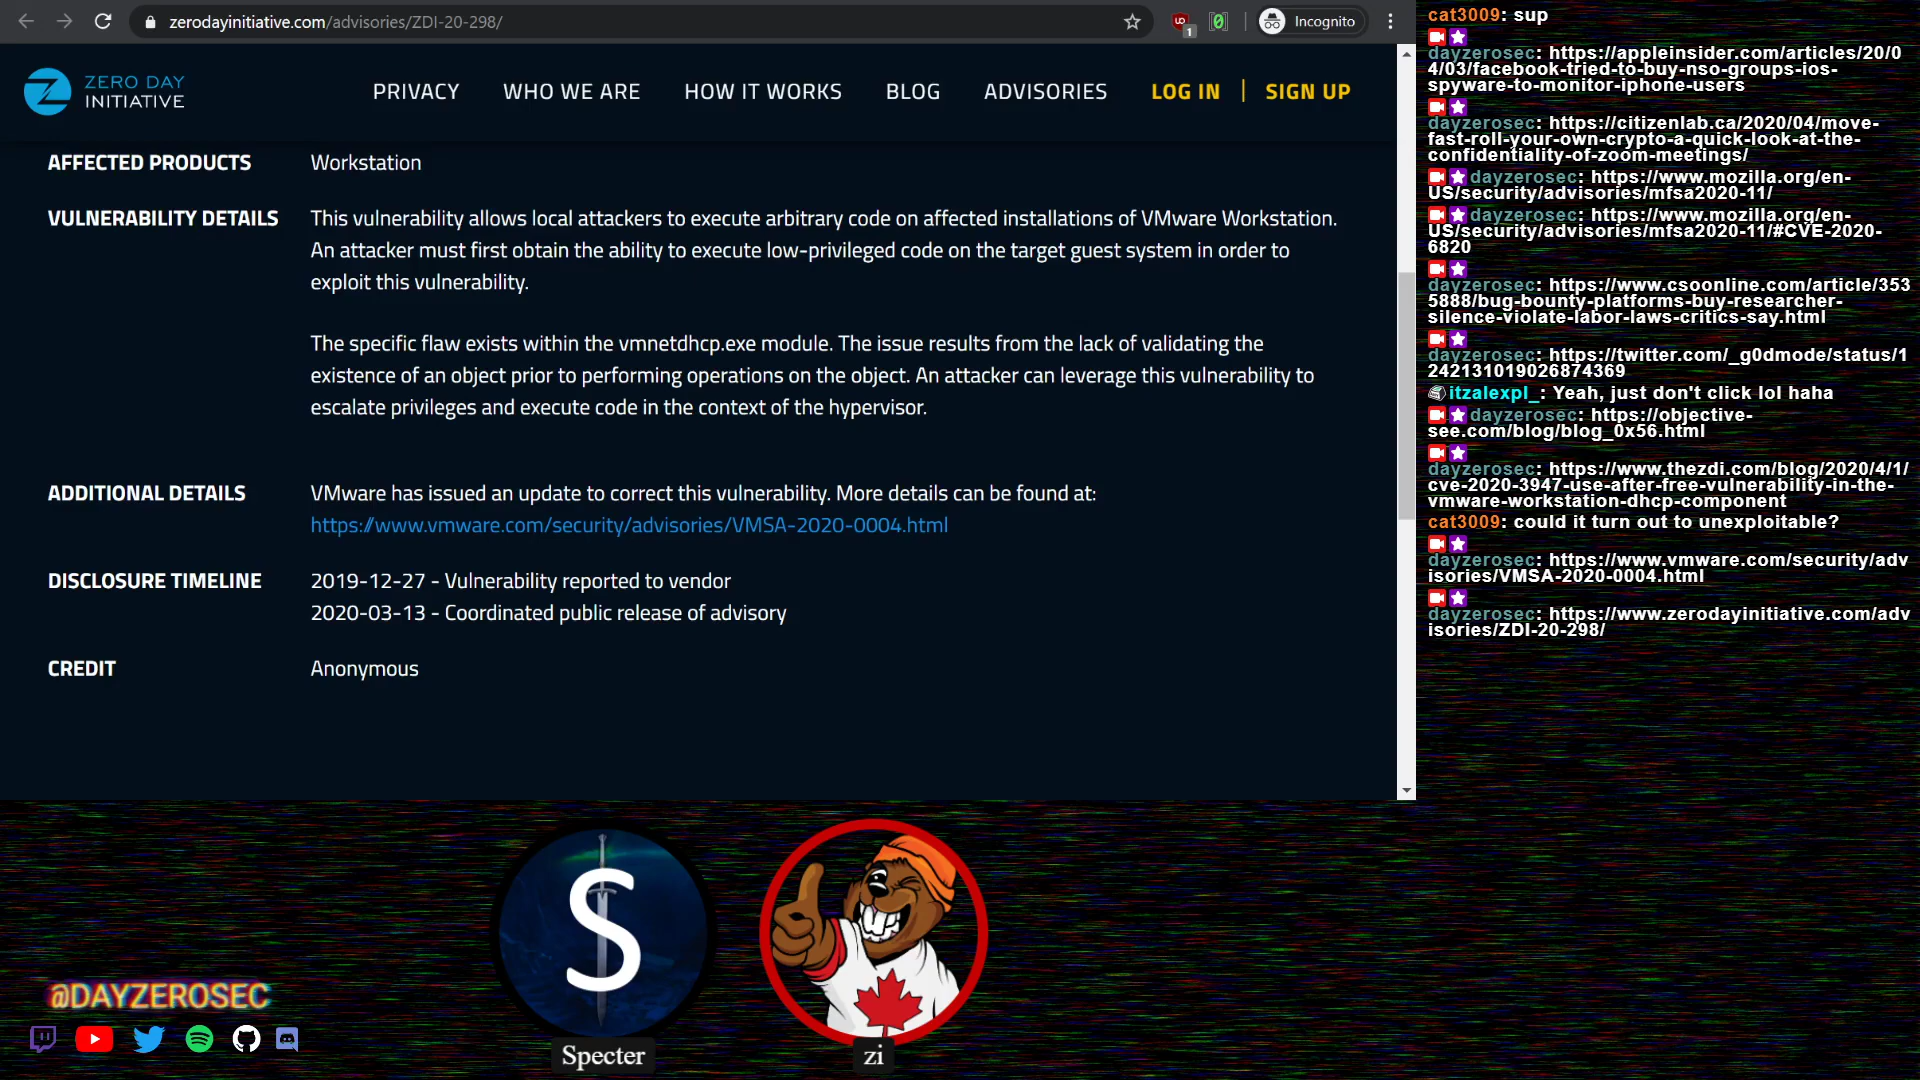 zerodayinitiative.com/advisories/ZDI-20-298/
1
Incognito
ZERO DAY
INITIATIVE
PRIVACY
WHO WE ARE
HOW IT WORKS
BLOG
ADVISORIES
LOG IN
SIGN UP
AFFECTED PRODUCTS
Workstation
VULNERABILITY DETAILS
This vulnerability allows local attackers to execute arbitrary code on affected installations of VMware Workstation.
An attacker must first obtain the ability to execute low-privileged code on the target guest system in order to
exploit this vulnerability.
The specific flaw exists within the vmnetdhcp.exe module. The issue results from the lack of validating the
existence of an object prior to performing operations on the object. An attacker can leverage this vulnerability to
escalate privileges and execute code in the context of the hypervisor.
ADDITIONAL DETAILS
VMware has issued an update to correct this vulnerability. More details can be found at:
https://www.vmware.com/security/advisories/VMSA-2020-0004.html
DISCLOSURE TIMELINE
2019-12-27 - Vulnerability reported to vendor
2020-03-13 - Coordinated public release of advisory
CREDIT
Anonymous
cat3009: sup
dayzerosec: https://appleinsider.com/articles/20/0
4/03/facebook-tried-to-buy-nso-groups-ios-
spyware-to-monitor-iphone-users
dayzerosec: https://citizenlab.ca/2020/04/move-
fast-roll-your-own-crypto-a-quick-look-at-the-
confidentiality-of-zoom-meetings/
dayzerosec: https://www.mozilla.org/en-
US/security/advisories/mfsa2020-11/
dayzerosec: https://www.mozilla.org/en-
US/security/advisories/mfsa2020-11/#CVE-2020-
6820
dayzerosec: https://www.csoonline.com/article/353
5888/bug-bounty-platforms-buy-researcher-
silence-violate-labor-laws-critics-say.html
dayzerosec: https://twitter.com/_g0dmode/status/1
242131019026874369
itzalexpl_: Yeah, just don't click lol haha
dayzerosec: https://objective-
see.com/blog/blog_0x56.html
dayzerosec: https://www.thezdi.com/blog/2020/4/1/
cve-2020-3947-use-after-free-vulnerability-in-the-
vmware-workstation-dhcp-component
cat3009: could it turn out to unexploitable?
dayzerosec: https://www.vmware.com/security/adv
isories/VMSA-2020-0004.html
dayzerosec: https://www.zerodayinitiative.com/adv
isories/ZDI-20-298/
S
@DAYZEROSEC
Specter
zi